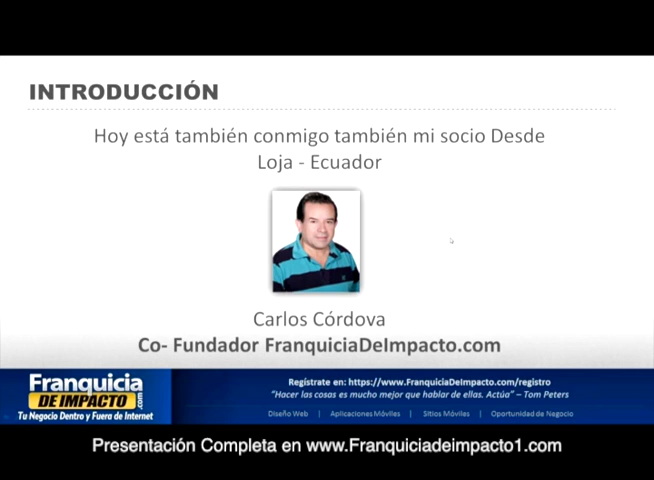 INTRODUCCIÓN
Hoy está también conmigo también mi socio Desde
Loja - Ecuador
Carlos Córdova
Co- Fundador FranquiciaDeImpacto.com
Franquicia
DE IMPACTO.com
Tu Negocio Dentro y Fuera de Internet
Regístrate en: https://www.FranquiciaDeImpacto.com/registro
"Hacer las cosas es mucho mejor que hablar de ellas. Actúa" – Tom Peters
Diseño Web | Aplicaciones Móviles | Sitios Móviles | Oportunidad de Negocio
Presentación Completa en www.Franquiciadeimpacto1.com